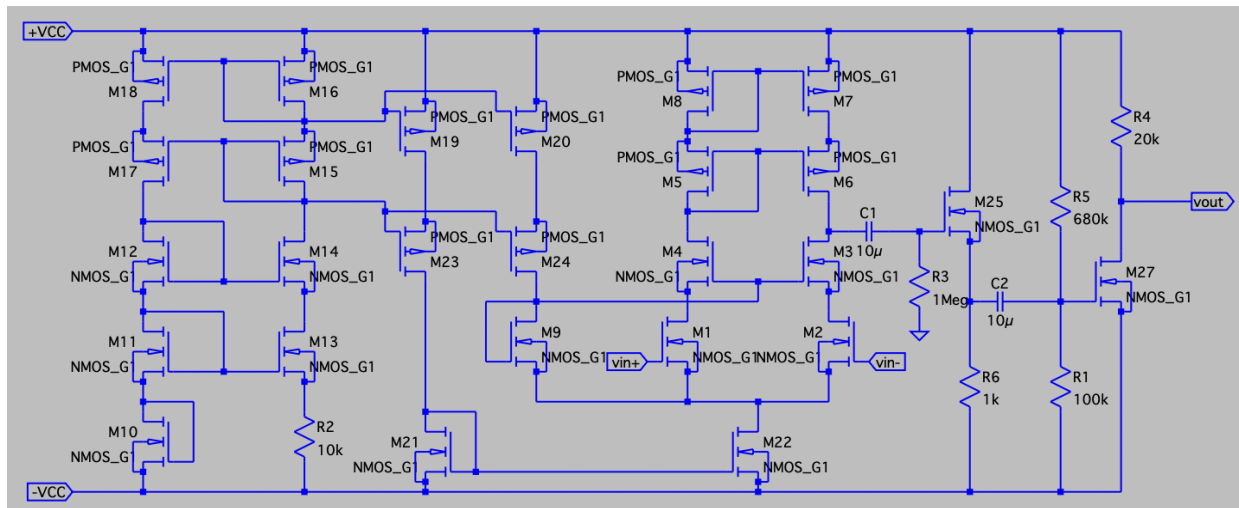 +VCC
PMOS_G1
M18
PMOS_G1
M16
PMOS_G1
M17
PMOS_G1
M15
NMOS_G1
M12
M14
NMOS_G1
M11
NMOS_G1
M13
NMOS_G1
M10
NMOS_G1
R2
10k
-VCC
PMOS_G1
M19
PMOS_G1
M20
PMOS_G1
M23
PMOS_G1
M24
M9
NMOS_G1
M21
NMOS_G1
PMOS_G1
M8
PMOS_G1
M7
PMOS_G1
M5
PMOS_G1
M6
M4
NMOS_G1
M3
NMOS_G1
vin+
M1
NMOS_G1
M2
NMOS_G1
vin-
M22
NMOS_G1
C1
10µ
R3
1Meg
M25
NMOS_G1
C2
10µ
R6
1k
R5
680k
R1
100k
R4
20k
vout
M27
NMOS_G1